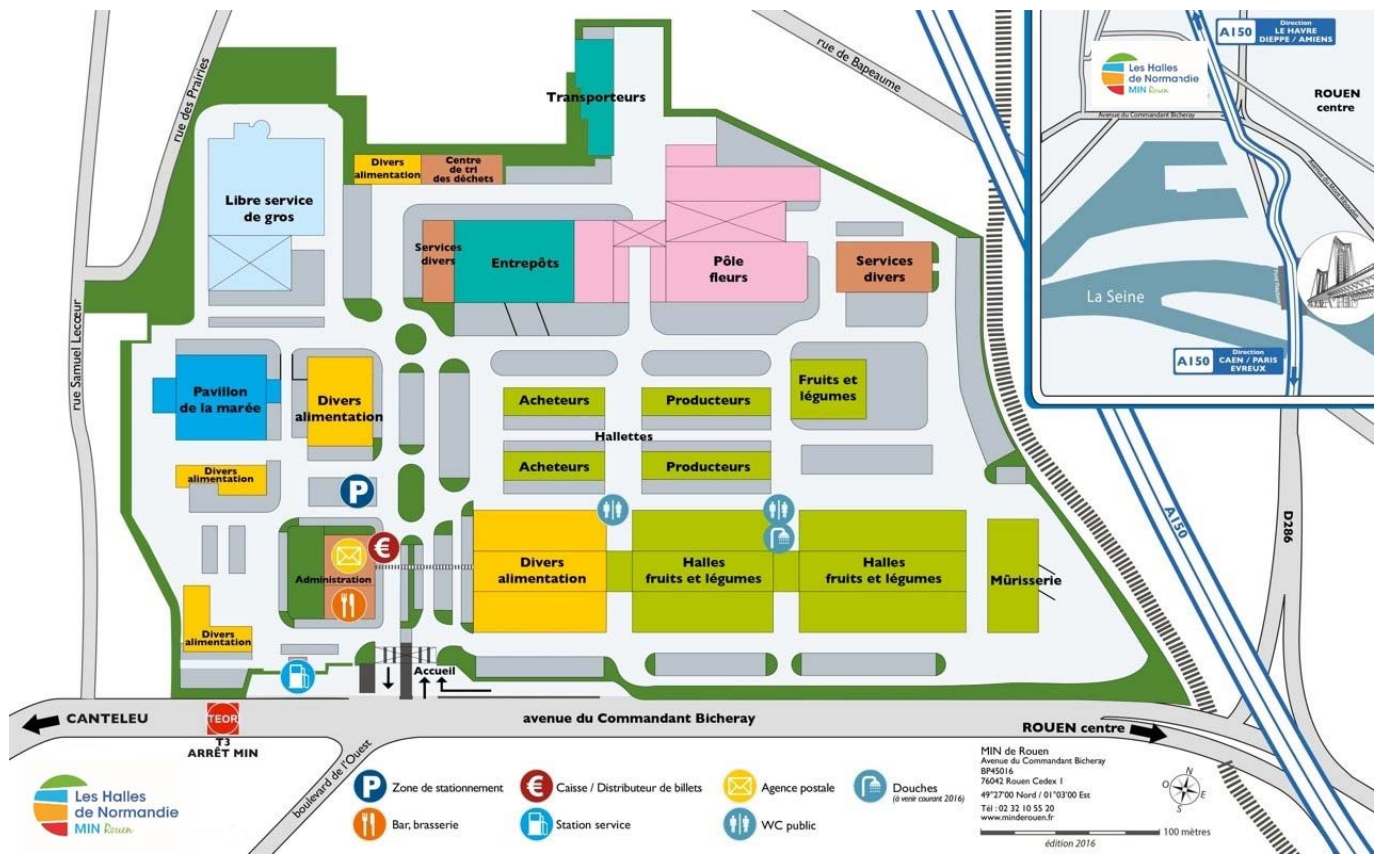 rue des Prairies
rue de Bapeaume
rue Samuel Lecœur
Transporteurs
Divers
alimentation
Centre
de tri
des déchets
Libre service
de gros
Services
divers
Entrepôts
Pôle
fleurs
Services
divers
Pavillon
de la marée
Divers
alimentation
Acheteurs
Producteurs
Fruits et
légumes
Hallettes
Acheteurs
Producteurs
Divers
alimentation
P
€
Administration
Divers
alimentation
Halles
fruits et légumes
Halles
fruits et légumes
Mûrisserie
Divers
alimentation
Accueil
A150
D286
A150
Direction
LE HAVRE
DIEPPE / AMIENS
Les Halles
de Normandie
MIN Rouen
ROUEN
centre
Avenue du Commandant Bicheray
La Seine
A150
Direction
CAEN / PARIS
EVREUX
CANTELEU
TEOR
T3
ARRÊT MIN
avenue du Commandant Bicheray
ROUEN centre
boulevard de l'Ouest
Les Halles
de Normandie
MIN Rouen
P
Zone de stationnement
€
Caisse / Distributeur de billets
Agence postale
Douches
(à venir courant 2016)
Bar, brasserie
Station service
WC public
MIN de Rouen
Avenue du Commandant Bicheray
BP45016
76042 Rouen Cedex 1
49°27'00 Nord / 01°03'00 Est
Tél : 02 32 10 55 20
www.minderouen.fr
N
O
E
S
100 mètres
édition 2016